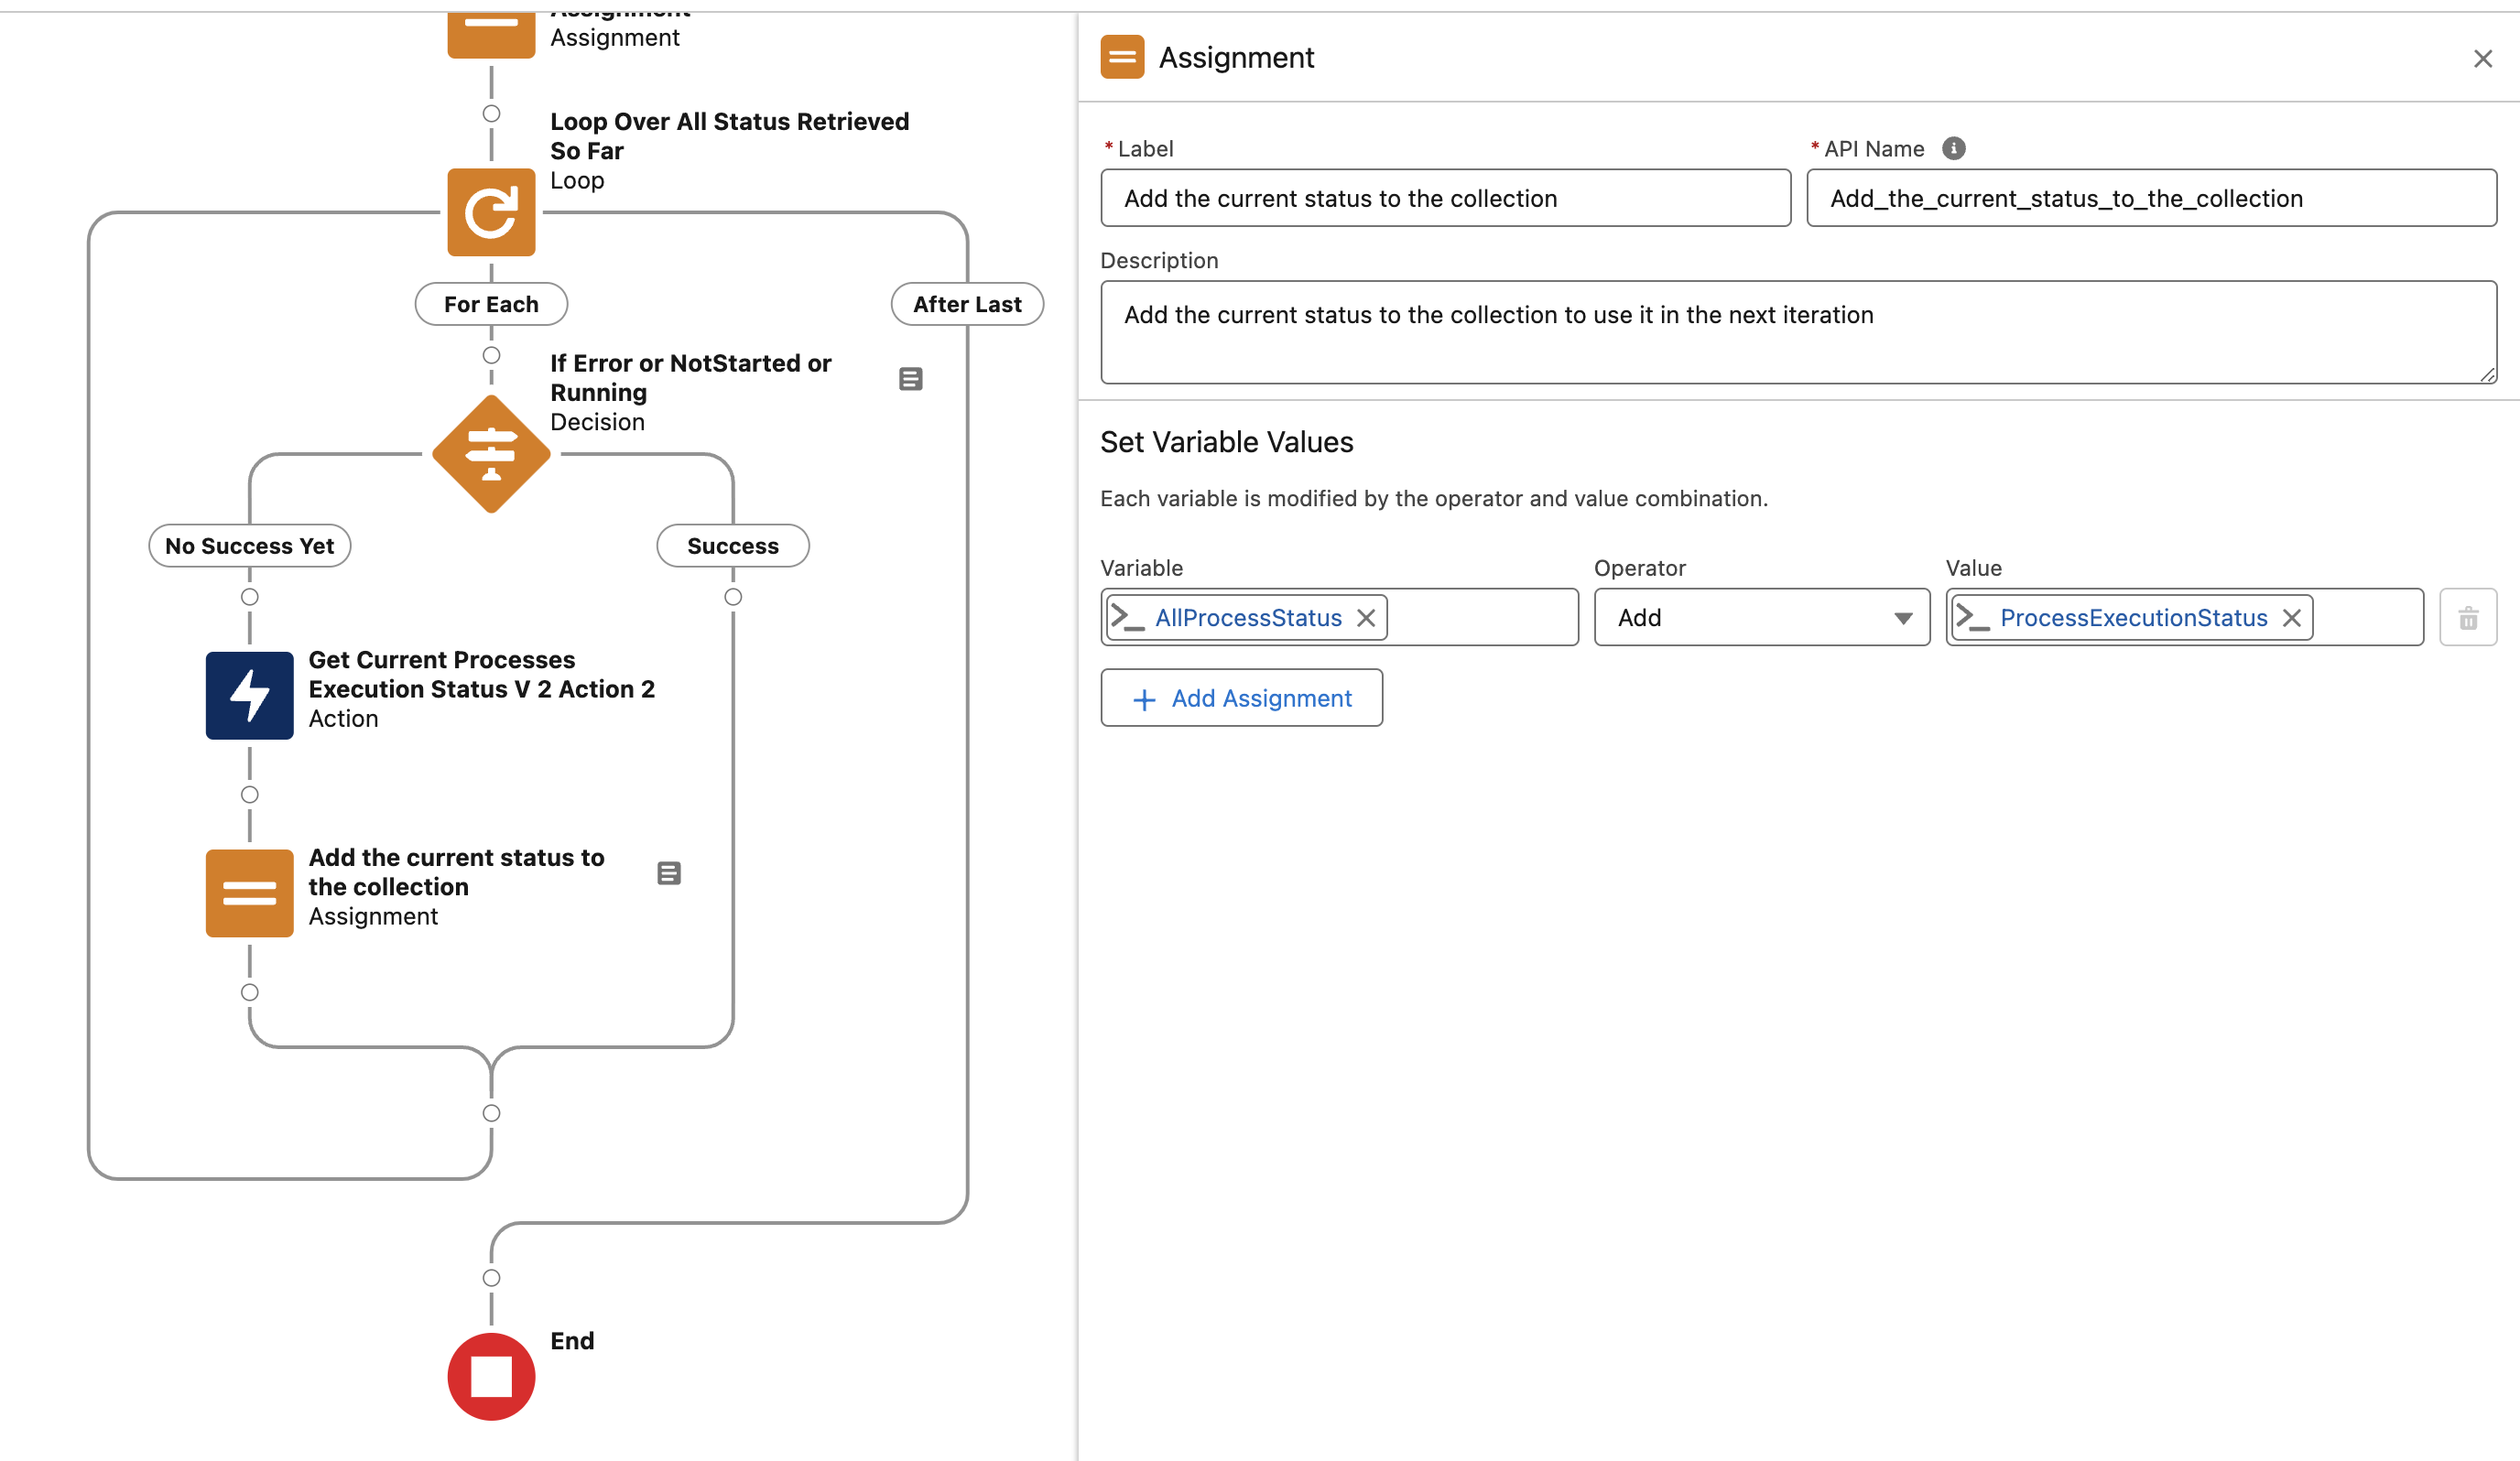 Assignment
Assignment
Loop Over All Status Retrieved
So Far
Loop
For Each
After Last
If Error or NotStarted or
Running
Decision
No Success Yet
Success
Get Current Processes
Execution Status V 2 Action 2
Action
Add the current status to
the collection
Assignment
End
Assignment
* Label
* API Name
Add the current status to the collection
Add_the_current_status_to_the_collection
Description
Add the current status to the collection to use it in the next iteration
Set Variable Values
Each variable is modified by the operator and value combination.
Variable
Operator
Value
AllProcessStatus
Add
ProcessExecutionStatus
Add Assignment